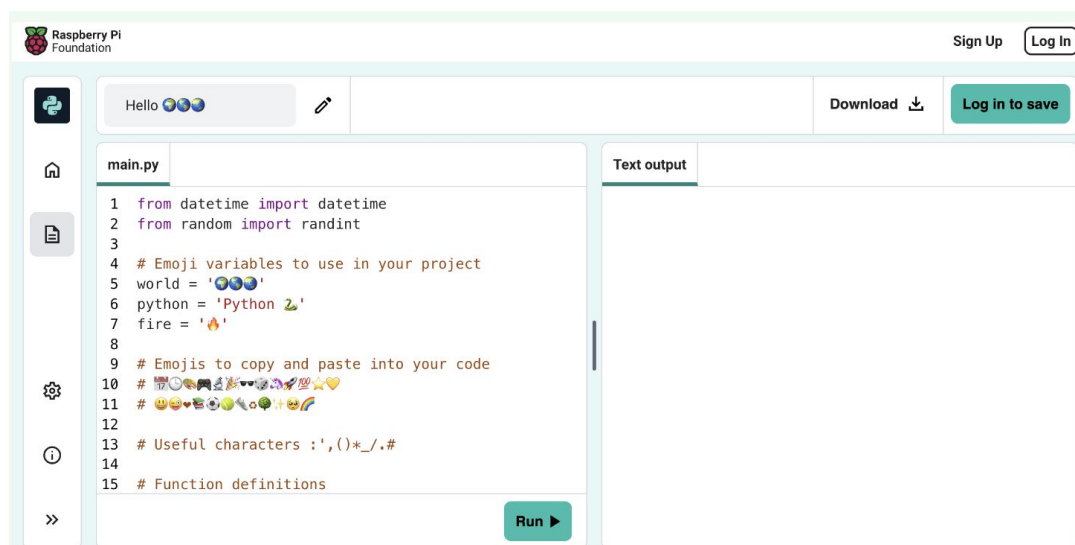 Raspberry Pi
Foundation
Sign Up
Log In
Hello 🌍🌎🌏
Download
Log in to save
main.py
Text output
1 from datetime import datetime
2 from random import randint
3
4 # Emoji variables to use in your project
5 world = '🌍🌎🌏'
6 python = 'Python 🐍'
7 fire = '🔥'
8
9 # Emojis to copy and paste into your code
10 # 📅🕒🎨🎮🔬🎉🕶️🎲🦄🚀💯⭐💛
11 # 😃😜❤📚⚽🎾👟♻🌳✨🥺🌈
12
13 # Useful characters :',()*_/.#
14
15 # Function definitions
Run